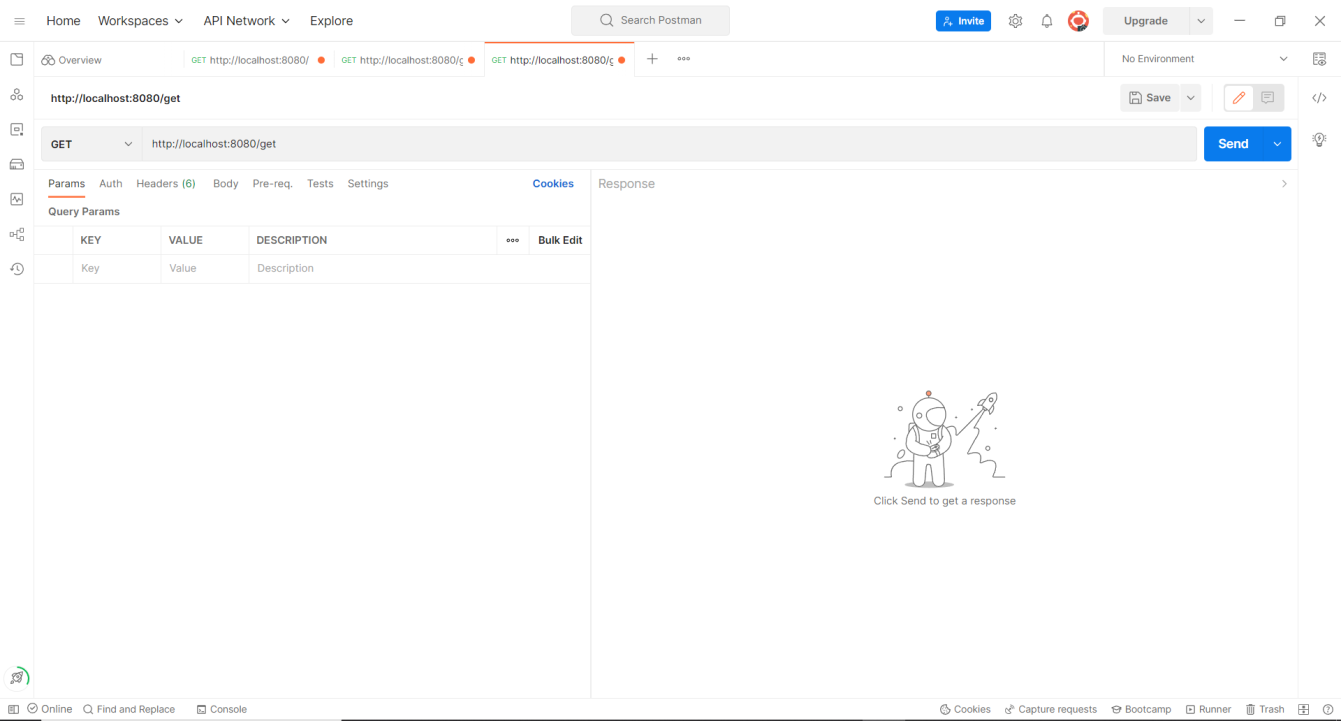 Home Workspaces API Network Explore Search Postman Invite Upgrade
Overview GET http://localhost:8080/ GET http://localhost:8080/g GET http://localhost:8080/g No Environment
http://localhost:8080/get Save
GET http://localhost:8080/get Send
Params Auth Headers (6) Body Pre-req. Tests Settings Cookies Response
Query Params
KEY VALUE DESCRIPTION Bulk Edit
Key Value Description
Click Send to get a response
Online Find and Replace Console Cookies Capture requests Bootcamp Runner Trash